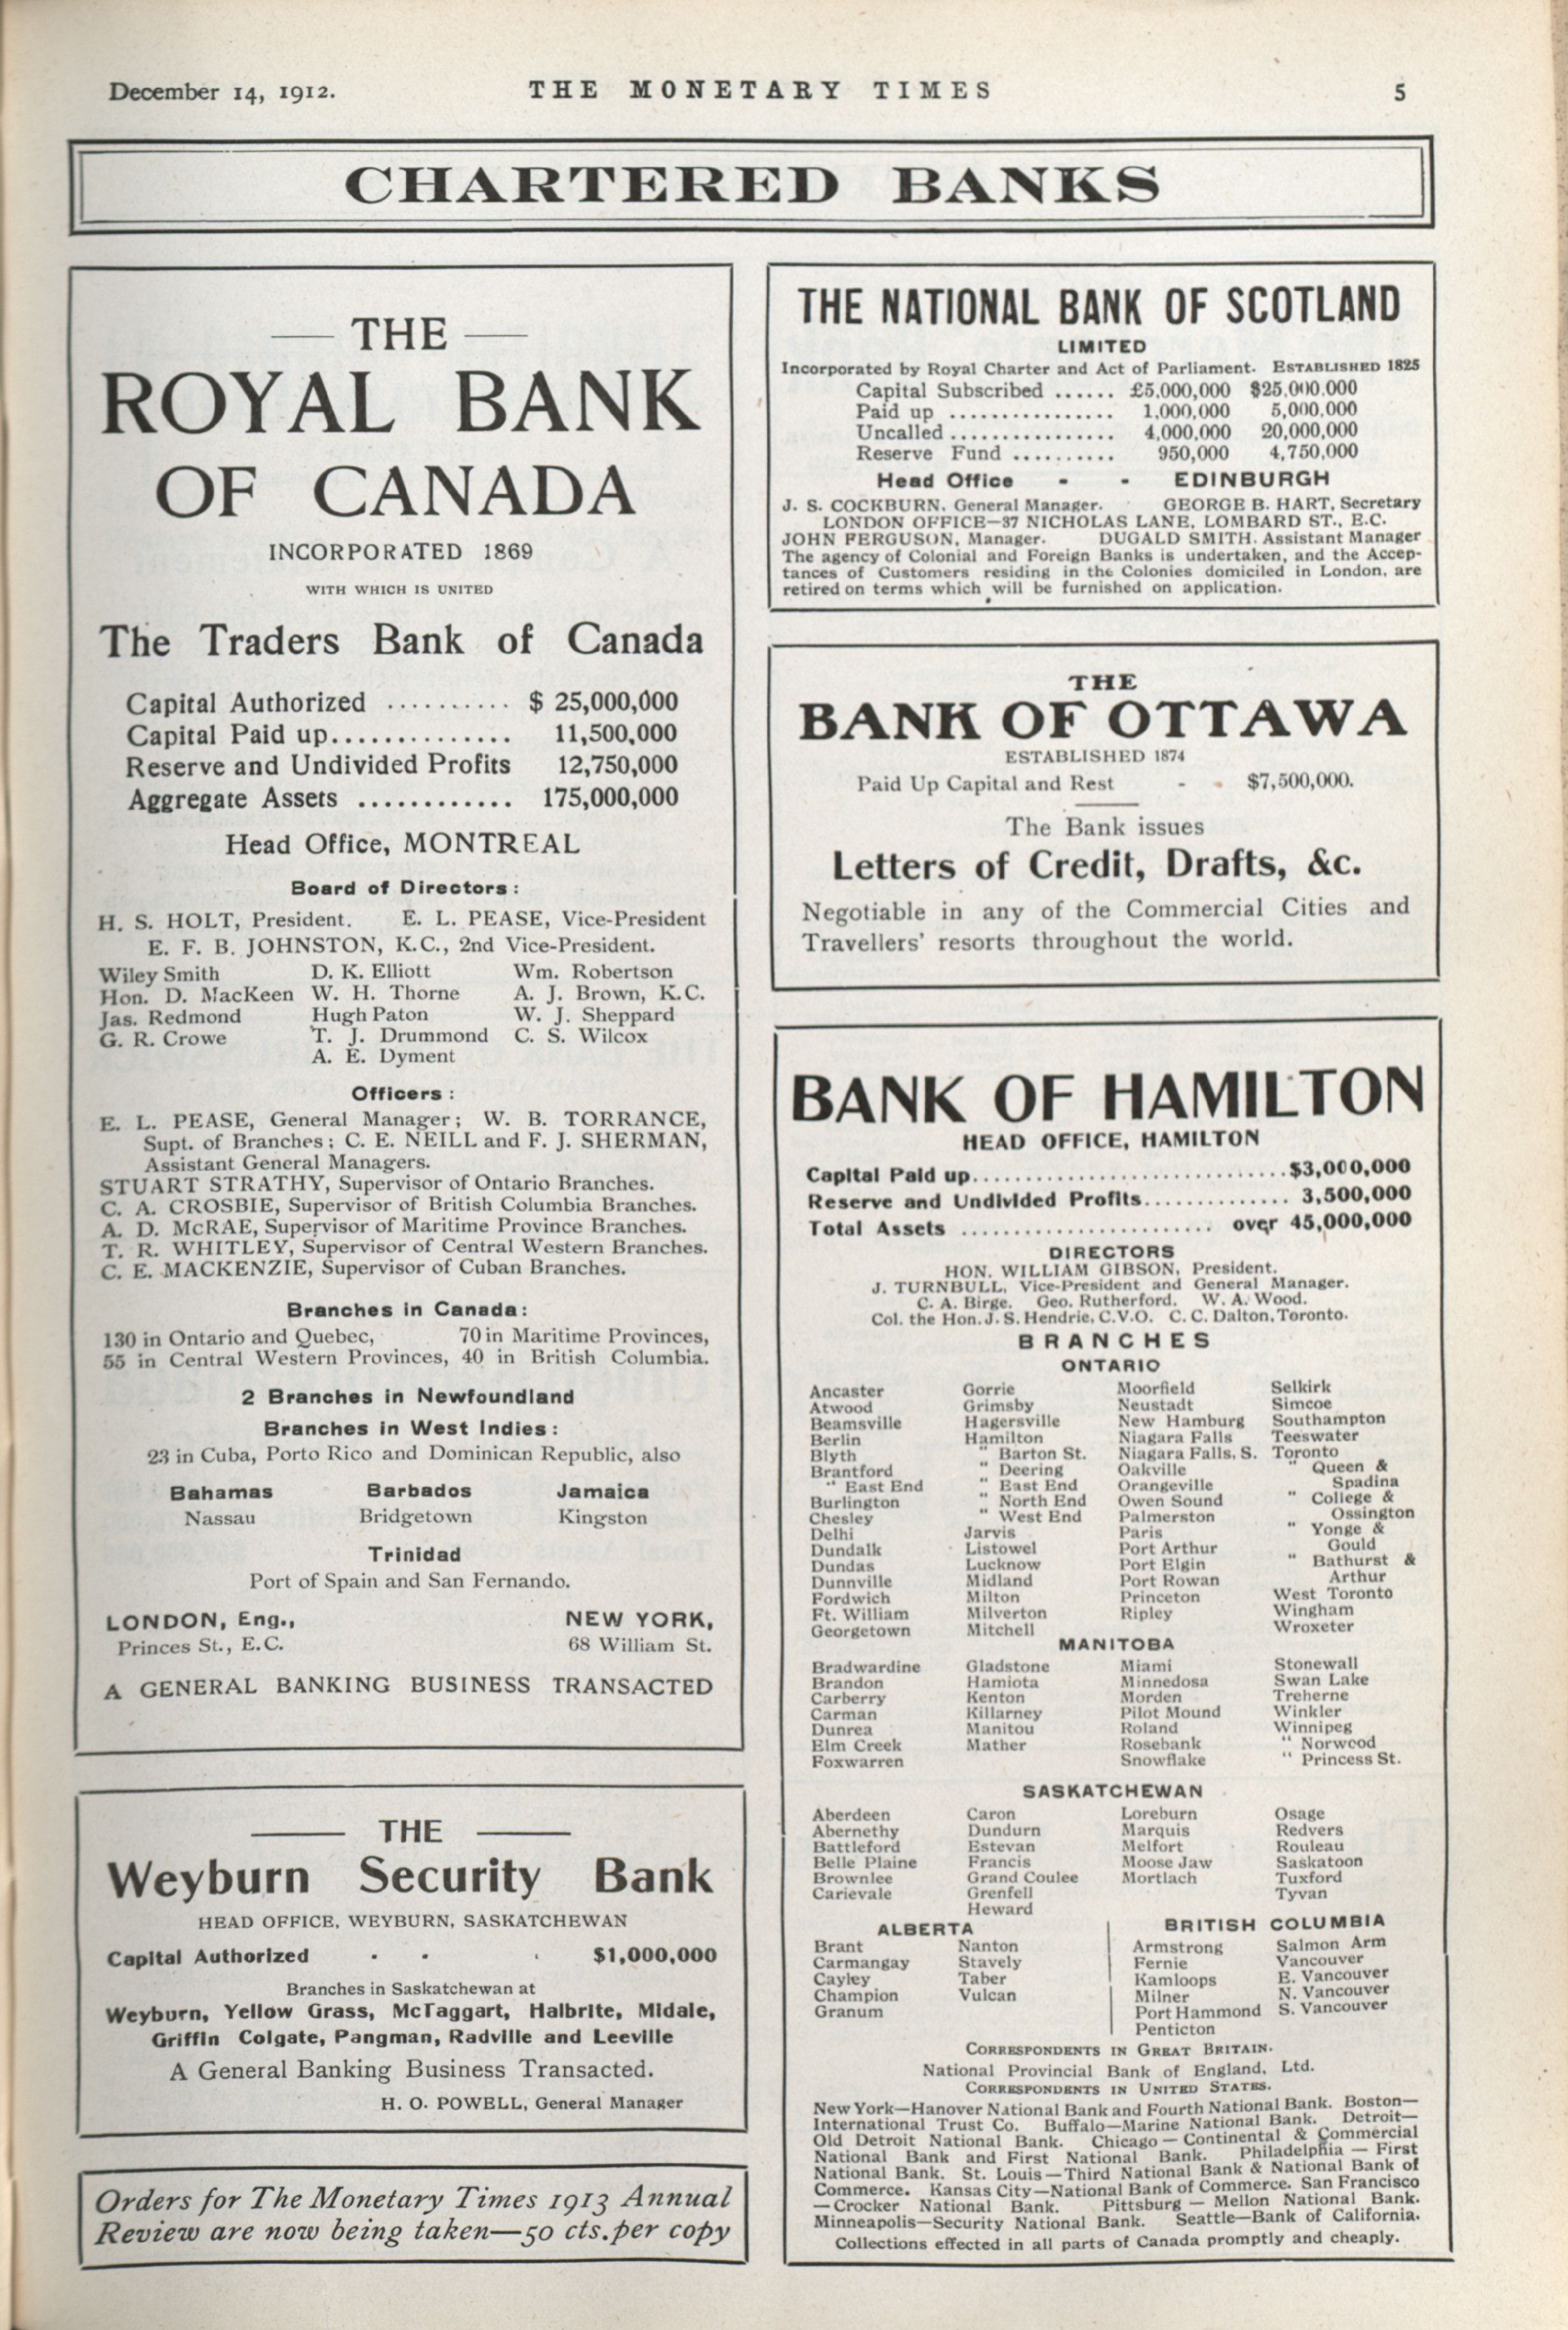 December 14, 1912.
THE MONETARY TIMES
5
CHARTERED BANKS
THE
ROYAL BANK
OF CANADA
INCORPORATED 1869
WITH WHICH IS UNITED
The Traders Bank of Canada
Capital Authorized .......... $ 25,000,000
Capital Paid up.............. 11,500,000
Reserve and Undivided Profits 12,750,000
Aggregate Assets ............ 175,000,000
Head Office, MONTREAL
Board of Directors:
H. S. HOLT, President. E. L. PEASE, Vice-President
E. F. B. JOHNSTON, K.C., 2nd Vice-President.
Wiley Smith D. K. Elliott Wm. Robertson
Hon. D. MacKeen W. H. Thorne A. J. Brown, K.C.
Jas. Redmond Hugh Paton W. J. Sheppard
G. R. Crowe T. J. Drummond C. S. Wilcox
A. E. Dyment
Officers:
E. L. PEASE, General Manager; W. B. TORRANCE,
Supt. of Branches; C. E. NEILL and F. J. SHERMAN,
Assistant General Managers.
STUART STRATHY, Supervisor of Ontario Branches.
C. A. CROSBIE, Supervisor of British Columbia Branches.
A. D. McRAE, Supervisor of Maritime Province Branches.
T. R. WHITLEY, Supervisor of Central Western Branches.
C. E. MACKENZIE, Supervisor of Cuban Branches.
Branches in Canada:
130 in Ontario and Quebec, 70 in Maritime Provinces,
55 in Central Western Provinces, 40 in British Columbia.
2 Branches in Newfoundland
Branches in West Indies:
23 in Cuba, Porto Rico and Dominican Republic, also
Bahamas Barbados Jamaica
Nassau Bridgetown Kingston
Trinidad
Port of Spain and San Fernando.
LONDON, Eng., NEW YORK,
Princes St., E.C. 68 William St.
A GENERAL BANKING BUSINESS TRANSACTED
THE
Weyburn Security Bank
HEAD OFFICE, WEYBURN, SASKATCHEWAN
Capital Authorized - - - $1,000,000
Branches in Saskatchewan at
Weyburn, Yellow Grass, McTaggart, Halbrite, Midale,
Griffin Colgate, Pangman, Radville and Leeville
A General Banking Business Transacted.
H. O. POWELL, General Manager
Orders for The Monetary Times 1913 Annual
Review are now being taken—50 cts. per copy
THE NATIONAL BANK OF SCOTLAND
LIMITED
Incorporated by Royal Charter and Act of Parliament. ESTABLISHED 1825
Capital Subscribed ...... £5,000,000 $25,000,000
Paid up ................ 1,000,000 5,000,000
Uncalled ................ 4,000,000 20,000,000
Reserve Fund .......... 950,000 4,750,000
Head Office - - EDINBURGH
J. S. COCKBURN, General Manager. GEORGE B. HART, Secretary
LONDON OFFICE—37 NICHOLAS LANE, LOMBARD ST., E.C.
JOHN FERGUSON, Manager. DUGALD SMITH, Assistant Manager
The agency of Colonial and Foreign Banks is undertaken, and the Accep-
tances of Customers residing in the Colonies domiciled in London, are
retired on terms which will be furnished on application.
THE
BANK OF OTTAWA
ESTABLISHED 1874
Paid Up Capital and Rest - - $7,500,000.
The Bank issues
Letters of Credit, Drafts, &c.
Negotiable in any of the Commercial Cities and
Travellers' resorts throughout the world.
BANK OF HAMILTON
HEAD OFFICE, HAMILTON
Capital Paid up..............................$3,000,000
Reserve and Undivided Profits............. 3,500,000
Total Assets ....................... over 45,000,000
DIRECTORS
HON. WILLIAM GIBSON, President.
J. TURNBULL, Vice-President and General Manager.
C. A. Birge. Geo. Rutherford. W. A. Wood.
Col. the Hon. J. S. Hendrie, C.V.O. C. C. Dalton, Toronto.
BRANCHES
ONTARIO
Ancaster Gorrie Moorfield Selkirk
Atwood Grimsby Neustadt Simcoe
Beamsville Hagersville New Hamburg Southampton
Berlin Hamilton Niagara Falls Teeswater
Blyth " Barton St. Niagara Falls, S. Toronto
Brantford " Deering Oakville " Queen &
" East End " East End Orangeville Spadina
Burlington " North End Owen Sound " College &
Chesley " West End Palmerston Ossington
Delhi Jarvis Paris " Yonge &
Dundalk Listowel Port Arthur Gould
Dundas Lucknow Port Elgin " Bathurst &
Dunnville Midland Port Rowan Arthur
Fordwich Milton Princeton West Toronto
Ft. William Milverton Ripley Wingham
Georgetown Mitchell Wroxeter
MANITOBA
Bradwardine Gladstone Miami Stonewall
Brandon Hamiota Minnedosa Swan Lake
Carberry Kenton Morden Treherne
Carman Killarney Pilot Mound Winkler
Dunrea Manitou Roland Winnipeg
Elm Creek Mather Rosebank " Norwood
Foxwarren Snowflake " Princess St.
SASKATCHEWAN
Aberdeen Caron Loreburn Osage
Abernethy Dundurn Marquis Redvers
Battleford Estevan Melfort Rouleau
Belle Plaine Francis Moose Jaw Saskatoon
Brownlee Grand Coulee Mortlach Tuxford
Carievale Grenfell Tyvan
Heward
ALBERTA BRITISH COLUMBIA
Brant Nanton Armstrong Salmon Arm
Carmangay Stavely Fernie Vancouver
Cayley Taber Kamloops E. Vancouver
Champion Vulcan Milner N. Vancouver
Granum Port Hammond S. Vancouver
Penticton
CORRESPONDENTS IN GREAT BRITAIN.
National Provincial Bank of England, Ltd.
CORRESPONDENTS IN UNITED STATES.
New York—Hanover National Bank and Fourth National Bank. Boston—
International Trust Co. Buffalo—Marine National Bank. Detroit—
Old Detroit National Bank. Chicago—Continental & Commercial
National Bank and First National Bank. Philadelphia — First
National Bank. St. Louis—Third National Bank & National Bank of
Commerce. Kansas City—National Bank of Commerce. San Francisco
—Crocker National Bank. Pittsburg — Mellon National Bank.
Minneapolis—Security National Bank. Seattle—Bank of California.
Collections effected in all parts of Canada promptly and cheaply.